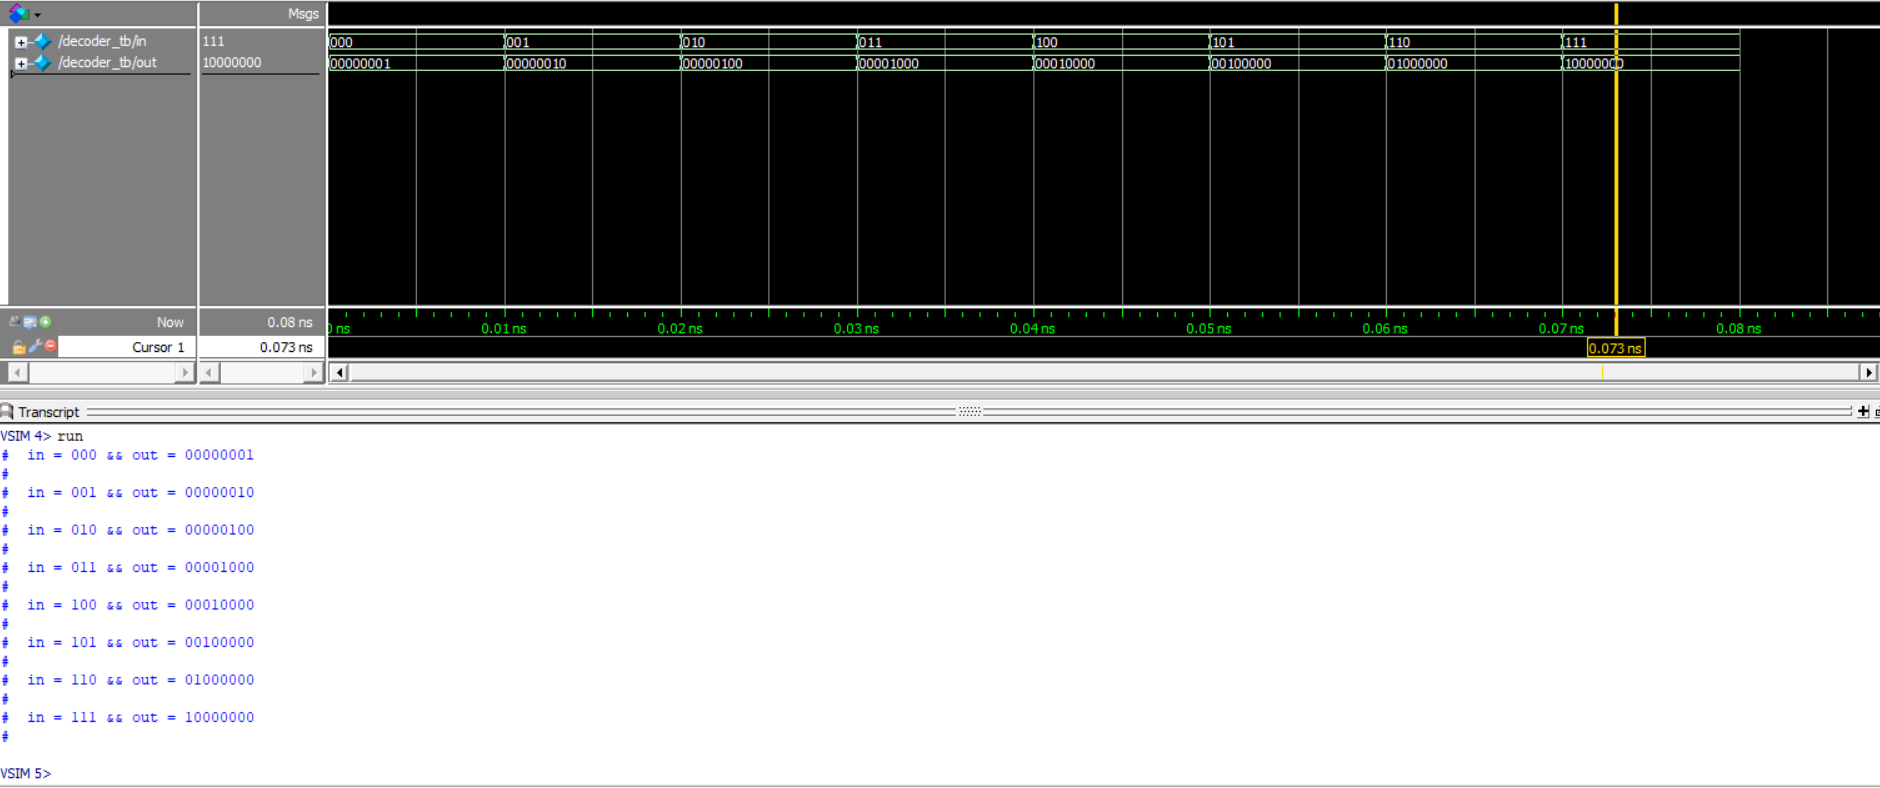 Msgs
/decoder_tb/in 111 000 001 010 011 100 101 110 111
/decoder_tb/out 10000000 00000001 00000010 00000100 00001000 00010000 00100000 01000000 10000000
Now 0.08 ns ns 0.01 ns 0.02 ns 0.03 ns 0.04 ns 0.05 ns 0.06 ns 0.07 ns 0.08 ns
Cursor 1 0.073 ns 0.073 ns
Transcript
VSIM 4> run
# in = 000 && out = 00000001
#
# in = 001 && out = 00000010
#
# in = 010 && out = 00000100
#
# in = 011 && out = 00001000
#
# in = 100 && out = 00010000
#
# in = 101 && out = 00100000
#
# in = 110 && out = 01000000
#
# in = 111 && out = 10000000
#
VSIM 5>